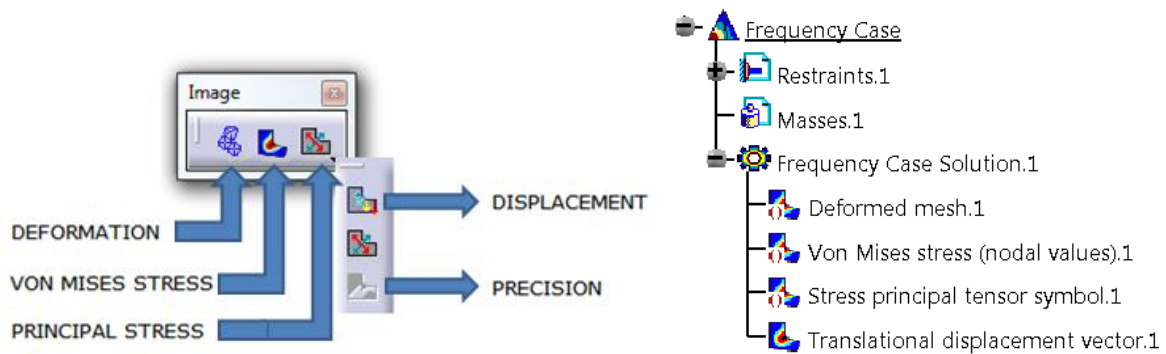 Image
DEFORMATION
VON MISES STRESS
PRINCIPAL STRESS
DISPLACEMENT
PRECISION
Frequency Case
Restraints.1
Masses.1
Frequency Case Solution.1
Deformed mesh.1
Von Mises stress (nodal values).1
Stress principal tensor symbol.1
Translational displacement vector.1